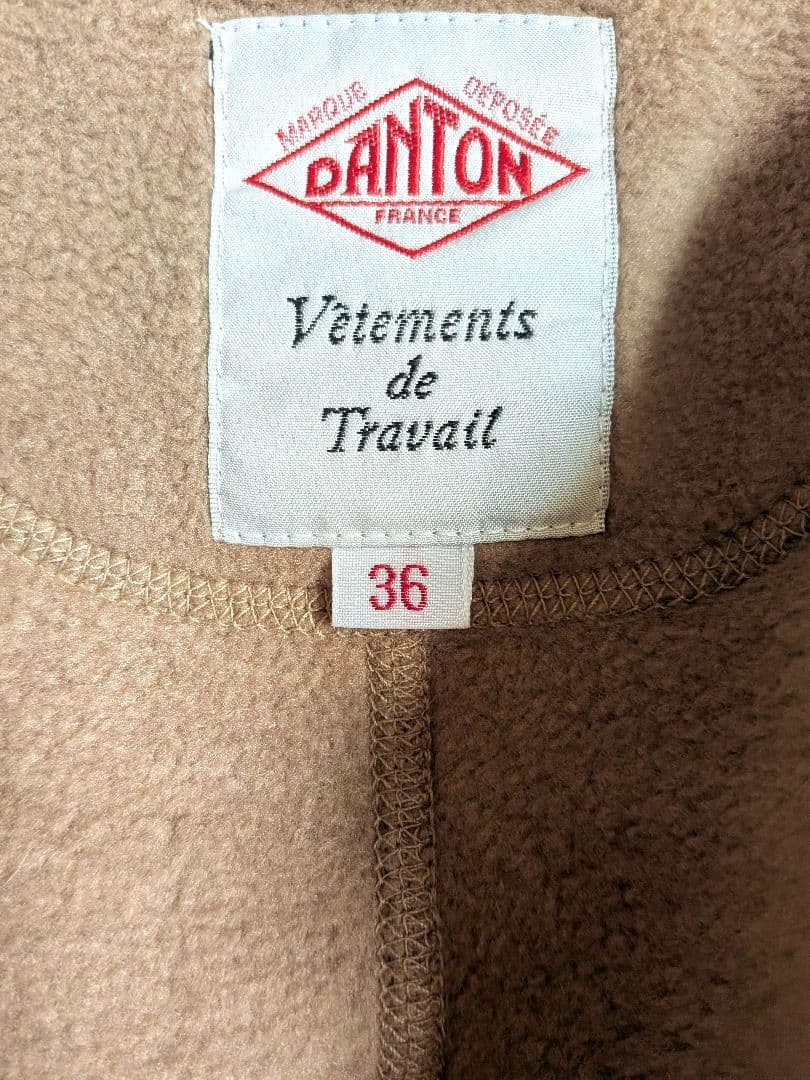 MARQUE DÉPOSÉE
DANTON
FRANCE
Vêtements
de
Travail
36